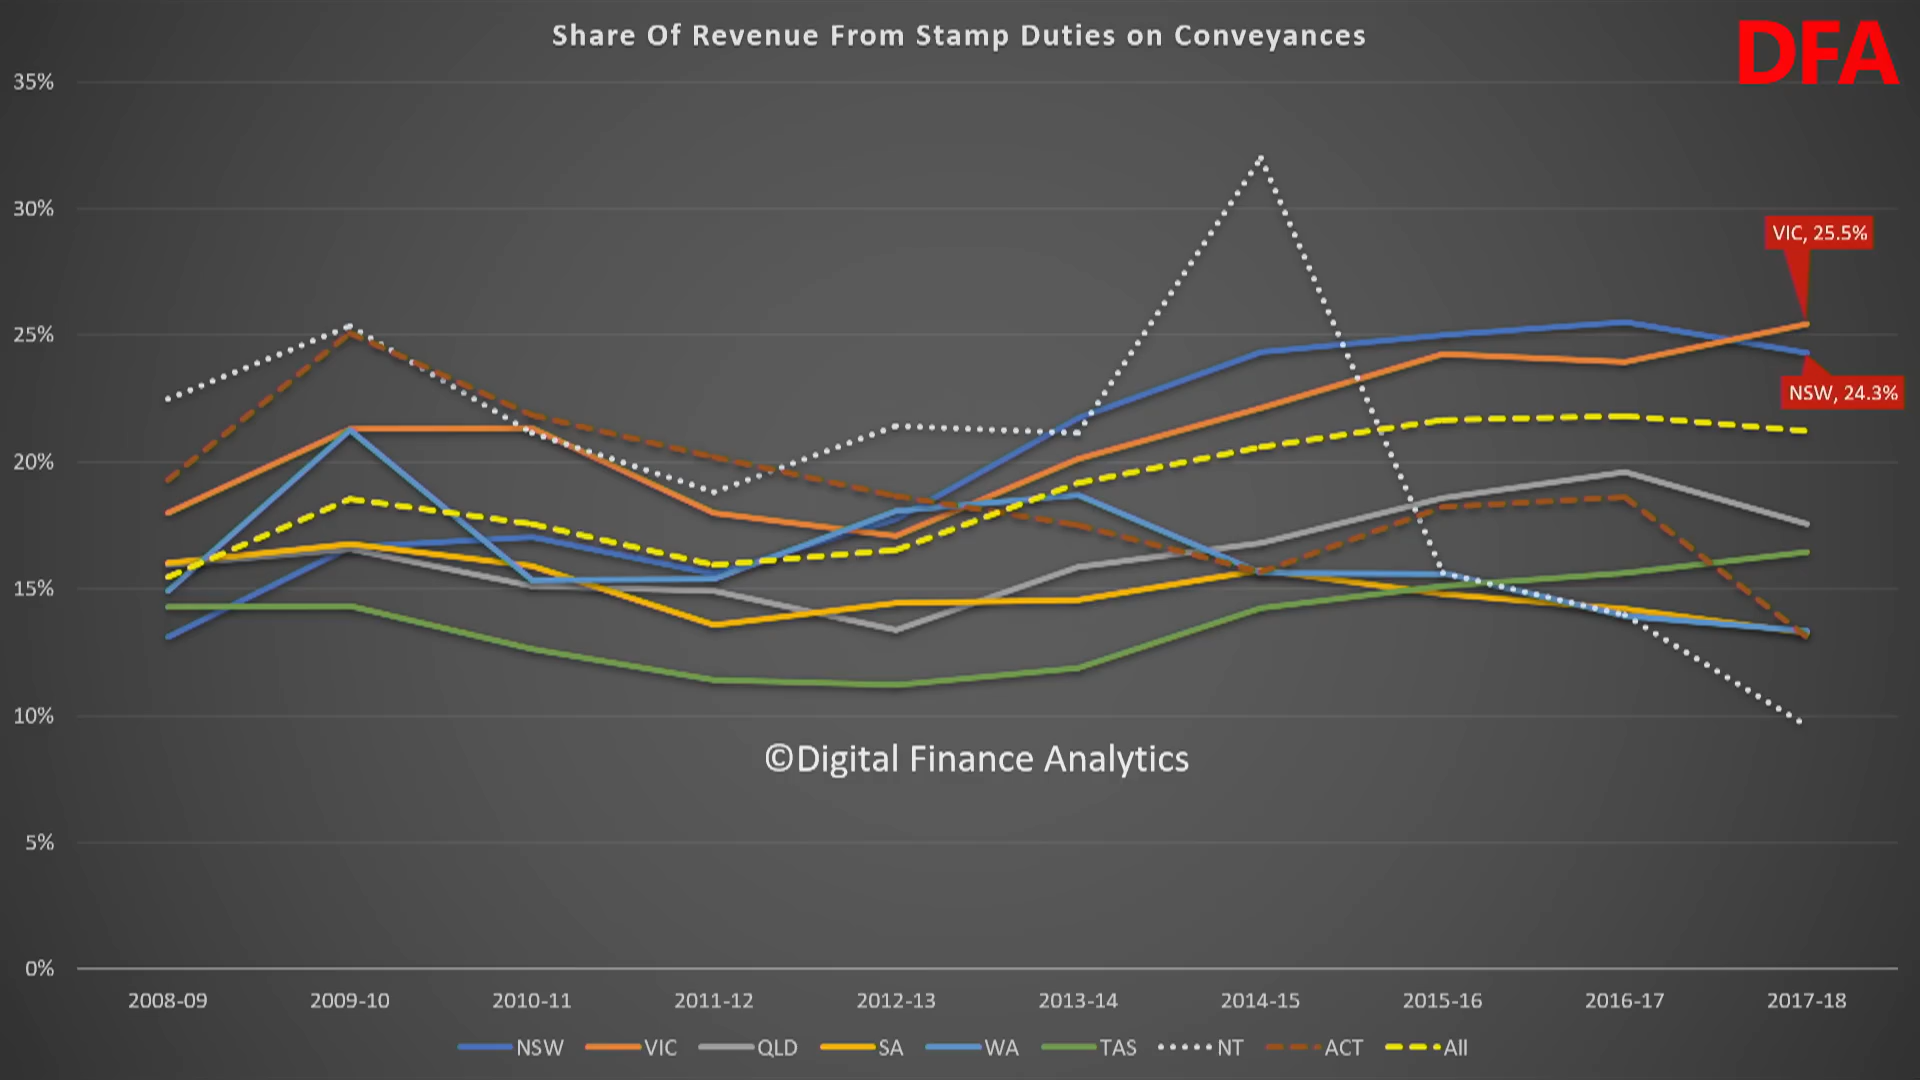 Share Of Revenue From Stamp Duties on Conveyances
DFA
35%
30%
25%
20%
15%
10%
5%
0%
VIC, 25.5%
NSW, 24.3%
©Digital Finance Analytics
2008-09 2009-10 2010-11 2011-12 2012-13 2013-14 2014-15 2015-16 2016-17 2017-18
NSW VIC QLD SA WA TAS NT ACT All